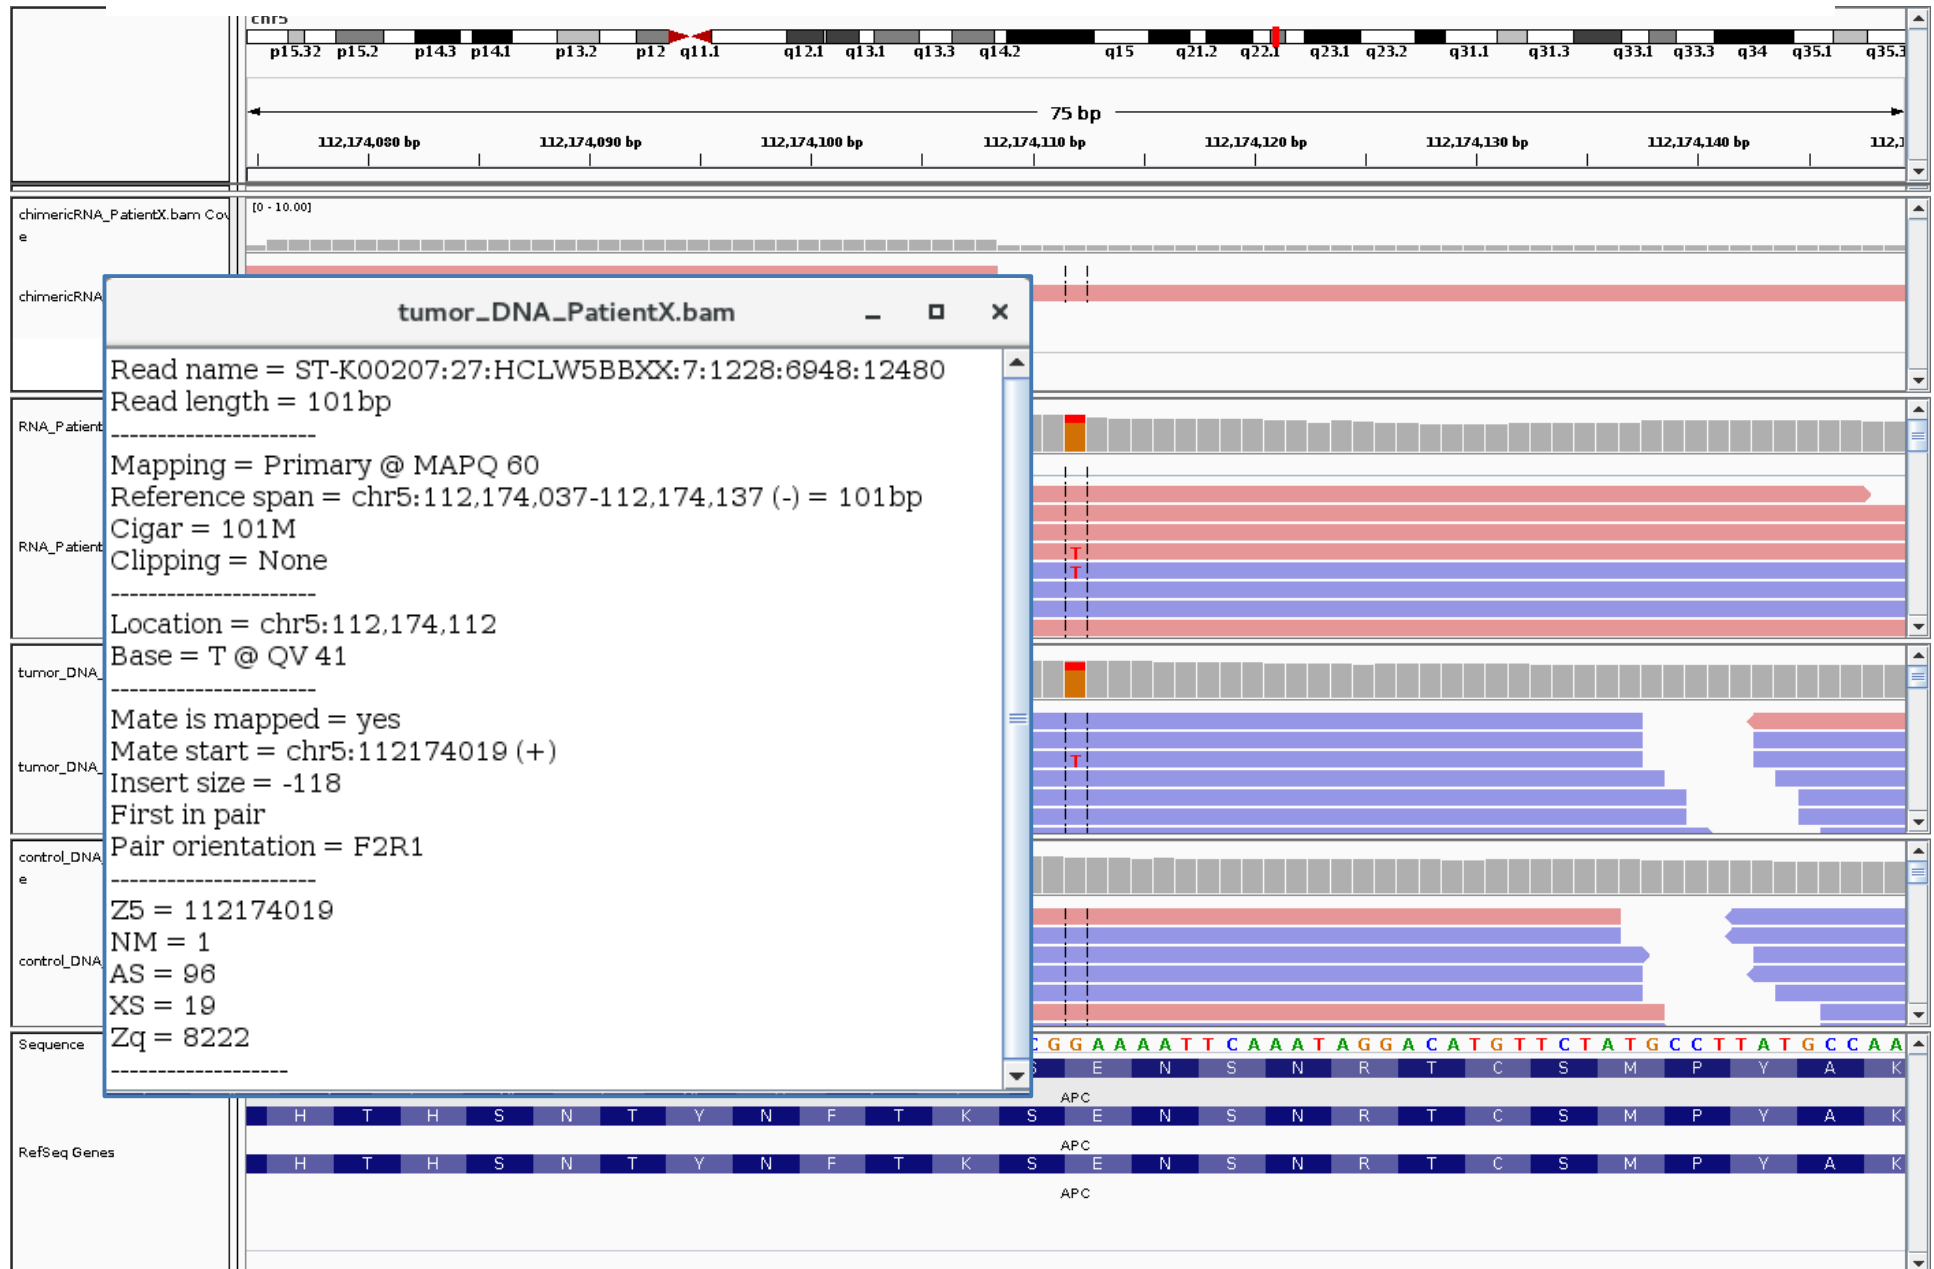 chr5
p15.32 p15.2 p14.3 p14.1 p13.2 p12 q11.1 q12.1 q13.1 q13.3 q14.2 q15 q21.2 q22.1 q23.1 q23.2 q31.1 q31.3 q33.1 q33.3 q34 q35.1 q35.3
75 bp
112,174,080 bp 112,174,090 bp 112,174,100 bp 112,174,110 bp 112,174,120 bp 112,174,130 bp 112,174,140 bp 112,1
chimericRNA_PatientX.bam Cov
e
[0 - 10.00]
chimericRNA
tumor_DNA_PatientX.bam
Read name = ST-K00207:27:HCLW5BBXX:7:1228:6948:12480
Read length = 101bp
----------------------
Mapping = Primary @ MAPQ 60
Reference span = chr5:112,174,037-112,174,137 (-) = 101bp
Cigar = 101M
Clipping = None
----------------------
Location = chr5:112,174,112
Base = T @ QV 41
----------------------
Mate is mapped = yes
Mate start = chr5:112174019 (+)
Insert size = -118
First in pair
Pair orientation = F2R1
----------------------
Z5 = 112174019
NM = 1
AS = 96
XS = 19
Zq = 8222
-------------------
RNA_Patient
RNA_Patient
T
T
tumor_DNA_
tumor_DNA_
T
control_DNA
e
control_DNA
Sequence
C G G A A A A T T C A A A T A G G A C A T G T T C T A T G C C T T A T G C C A A
S E N S N R T C S M P Y A K
APC
H T H S N T Y N F T K S E N S N R T C S M P Y A K
APC
RefSeq Genes
H T H S N T Y N F T K S E N S N R T C S M P Y A K
APC